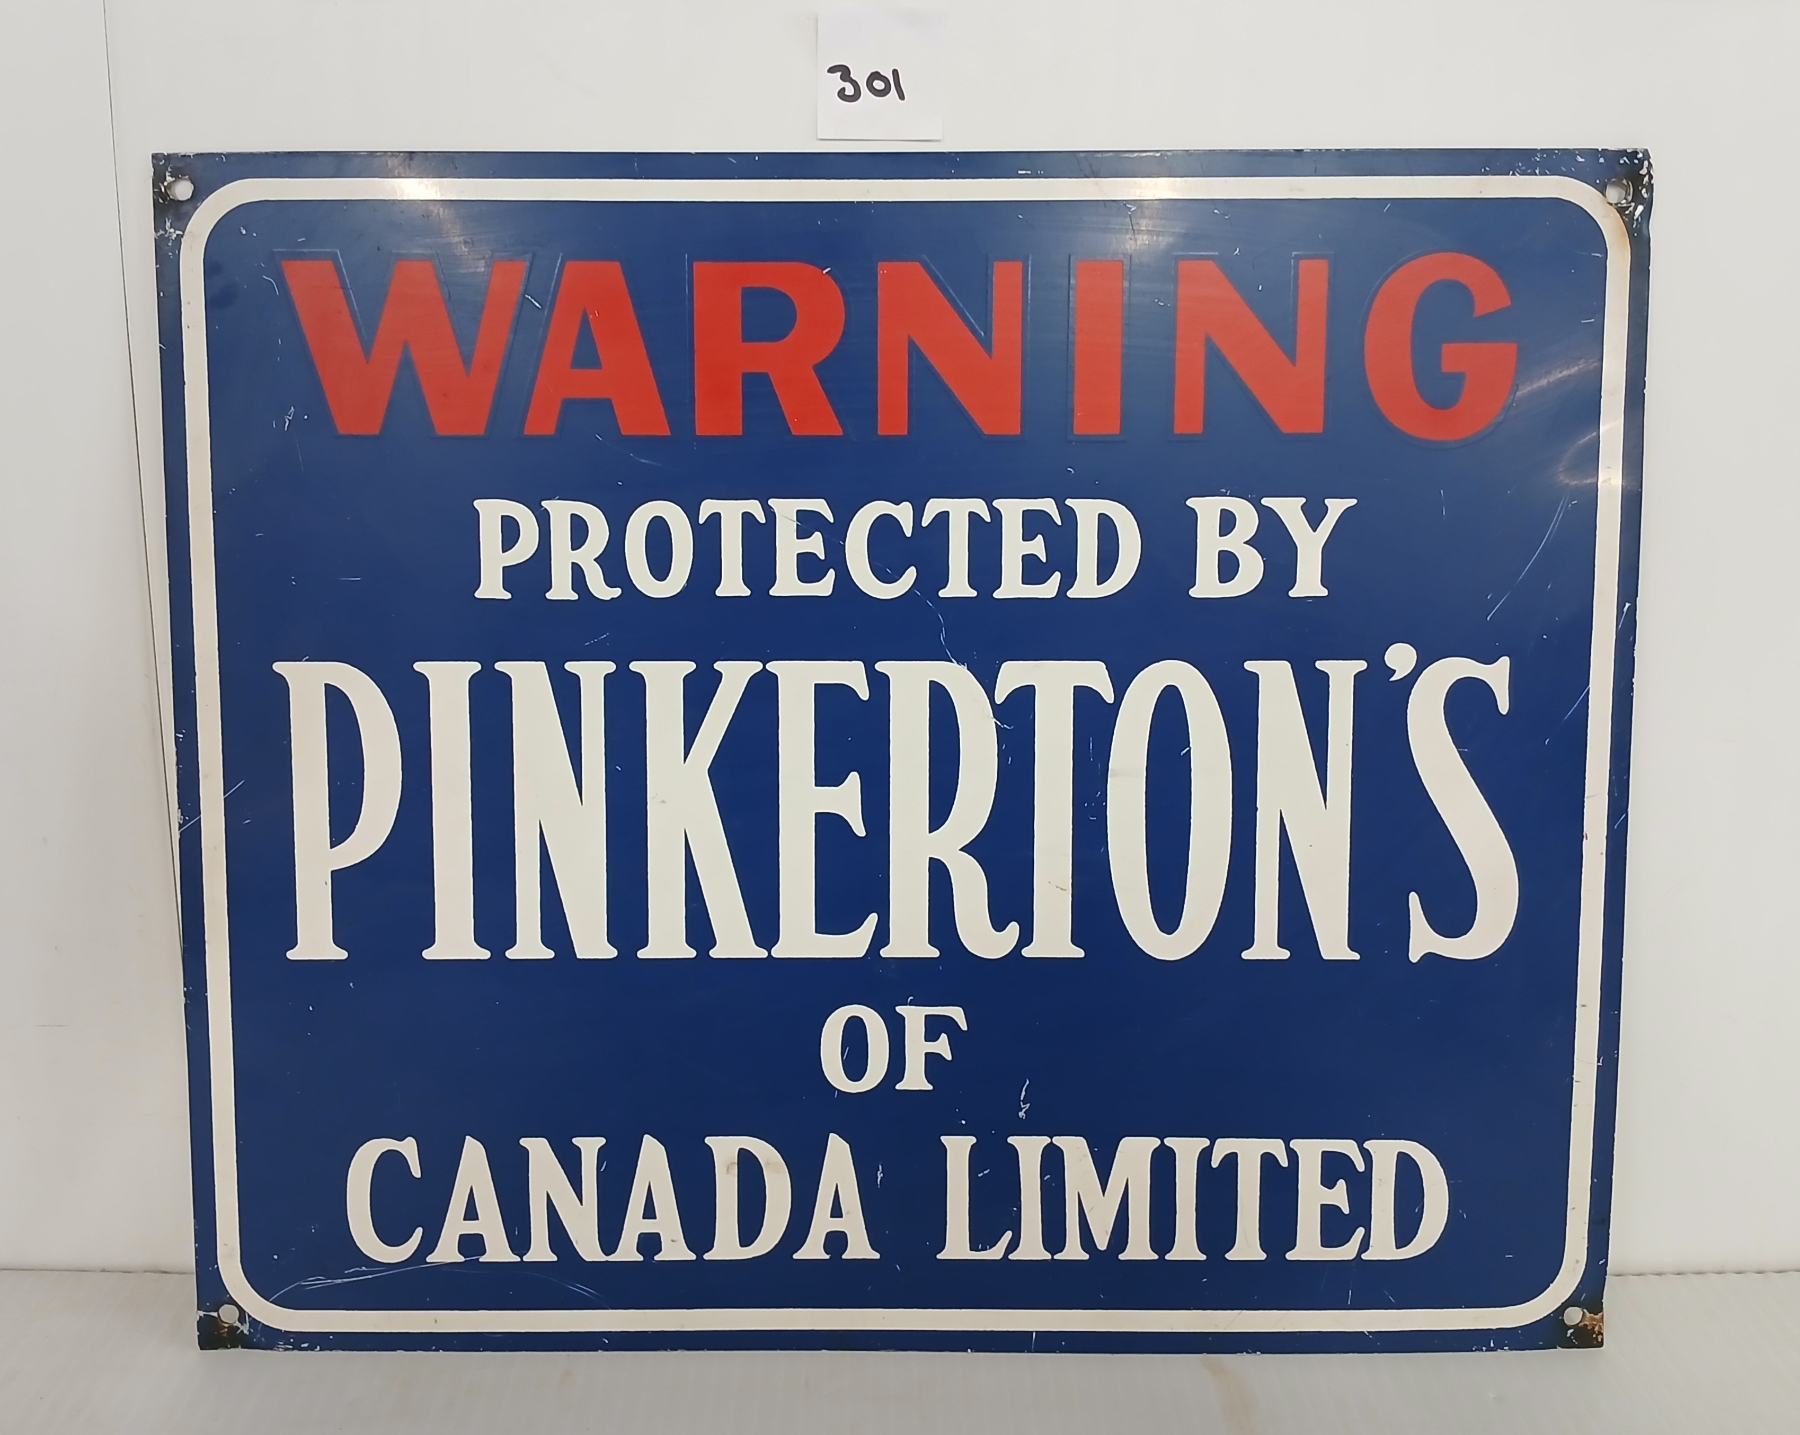 301
WARNING
PROTECTED BY
PINKERTON'S
OF
CANADA LIMITED